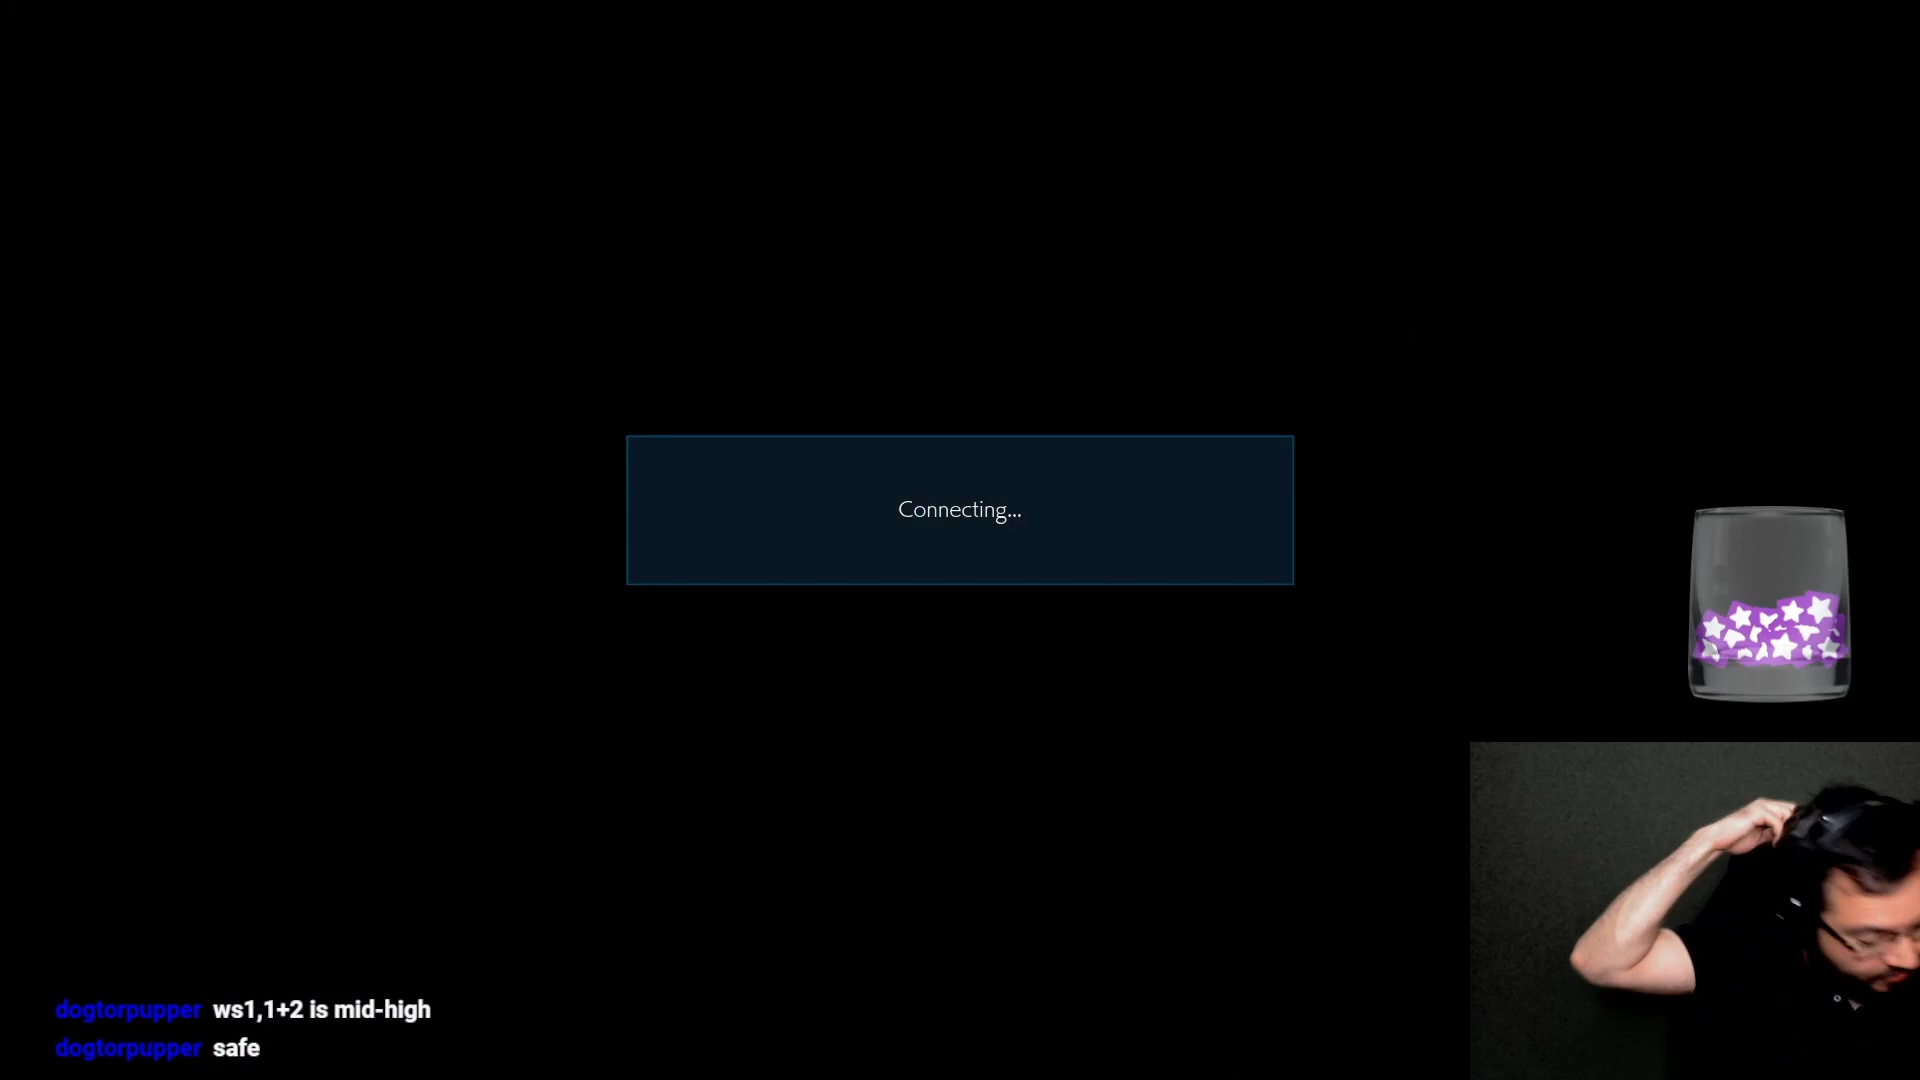 Connecting...
dogtorpupper ws1,1+2 is mid-high
dogtorpupper safe